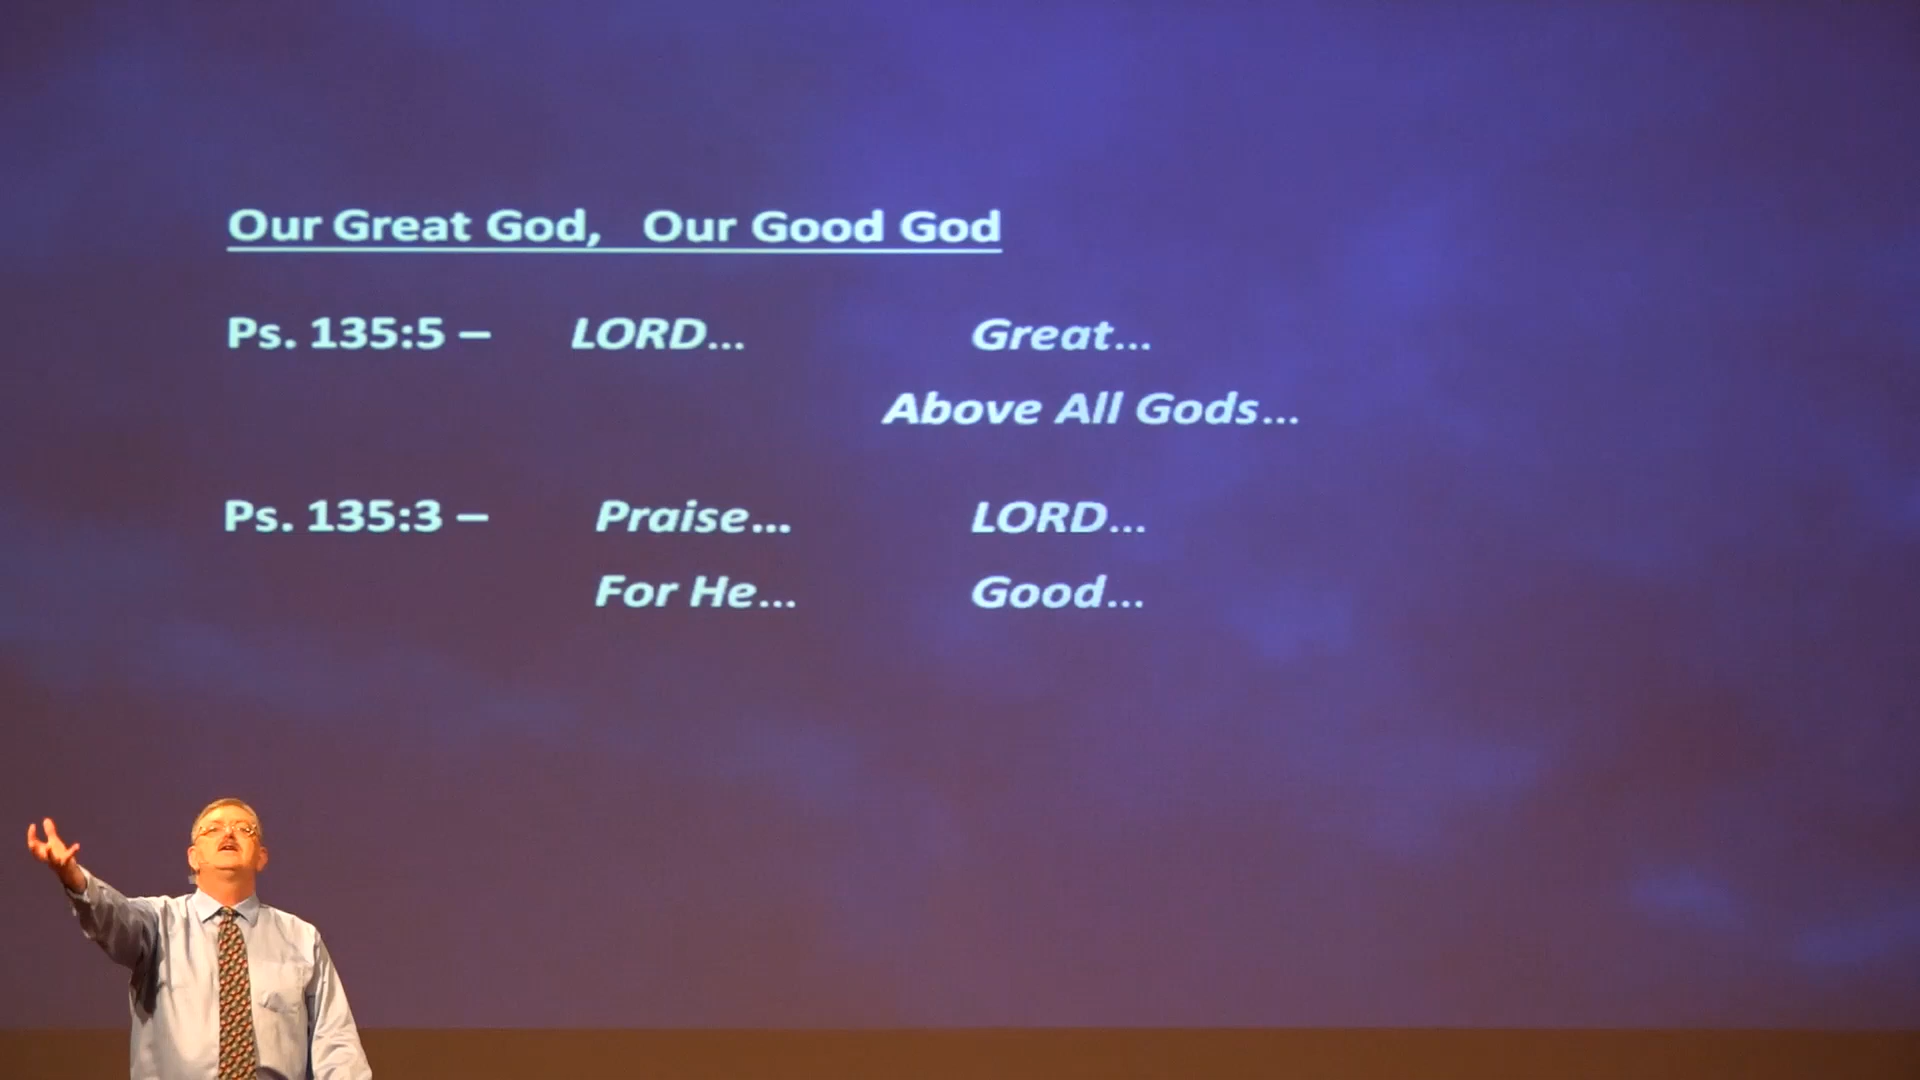 Our Great God, Our Good God
Ps. 135:5 – LORD... Great...
Above All Gods...
Ps. 135:3 – Praise... LORD...
For He... Good...